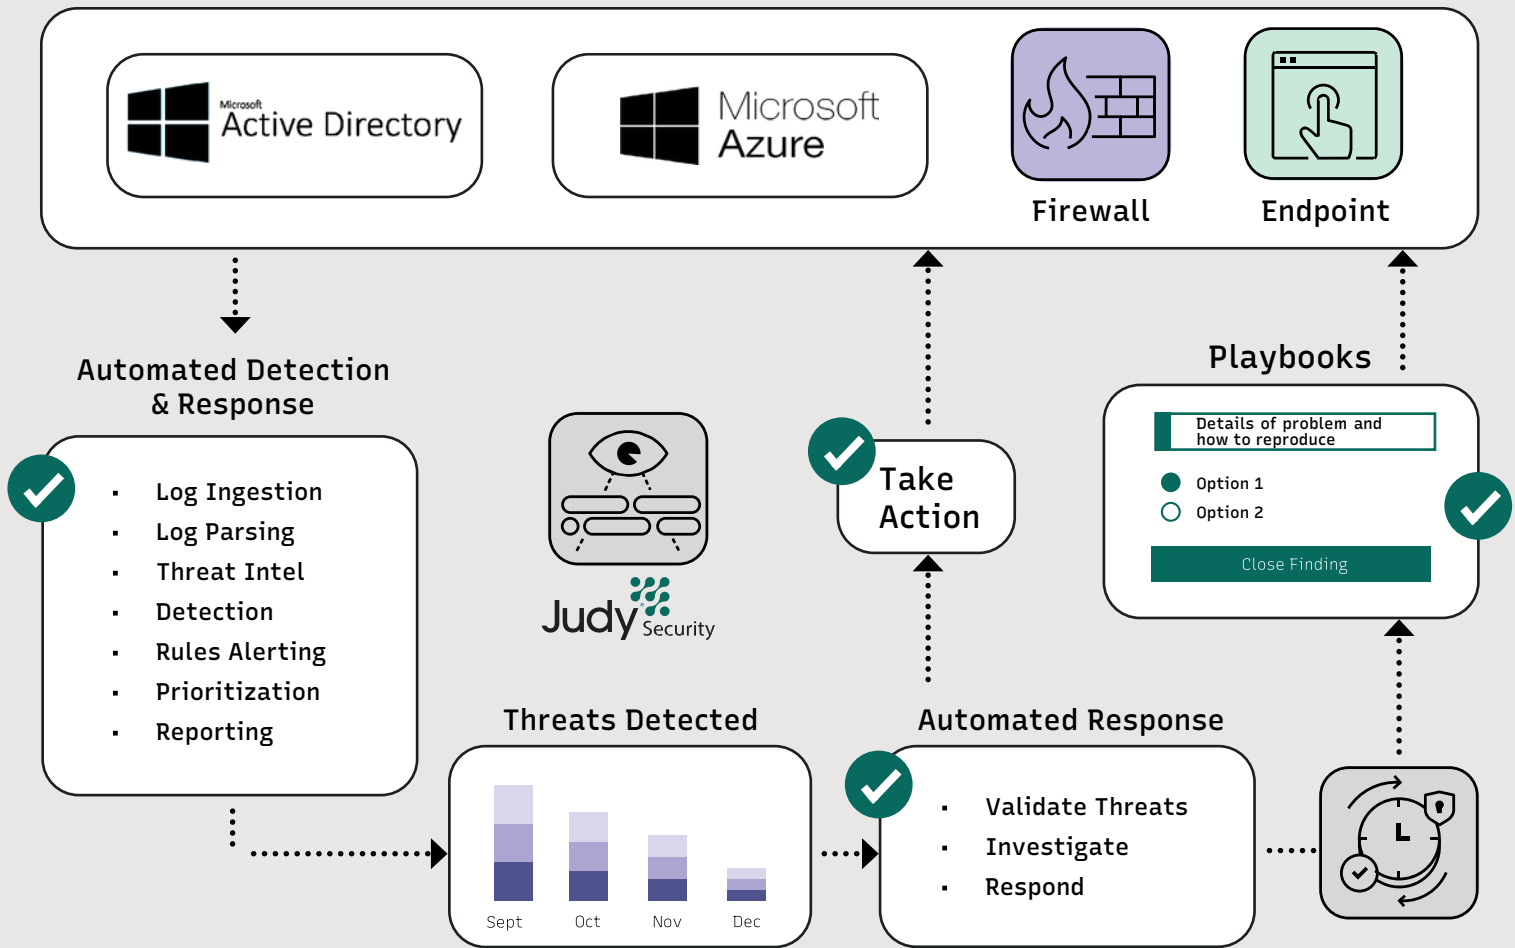 Microsoft
Active Directory
Microsoft
Azure
Firewall
Endpoint
Automated Detection
& Response
Log Ingestion
Log Parsing
Threat Intel
Detection
Rules Alerting
Prioritization
Reporting
Judy
Security
Take
Action
Playbooks
Details of problem and
how to reproduce
Option 1
Option 2
Close Finding
Threats Detected
Sept Oct Nov Dec
Automated Response
Validate Threats
Investigate
Respond